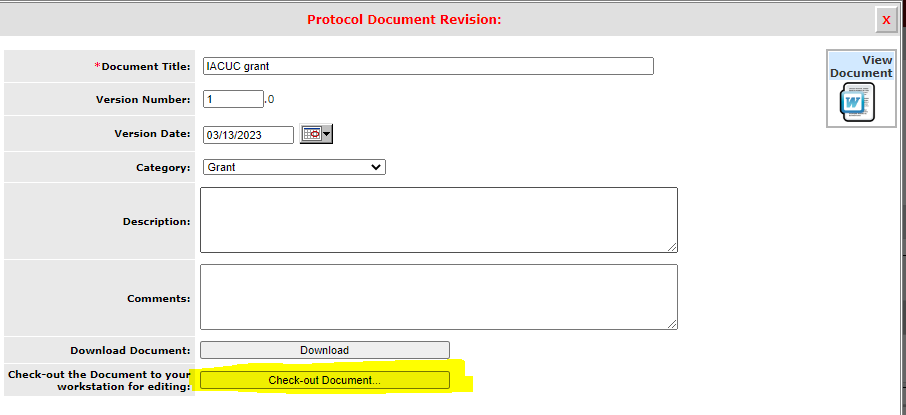 Protocol Document Revision:
X
*Document Title: IACUC grant
View
Document
W
Version Number: 1 .0
Version Date: 03/13/2023
Category: Grant
Description:
Comments:
Download Document: Download
Check-out the Document to your
workstation for editing: Check-out Document...